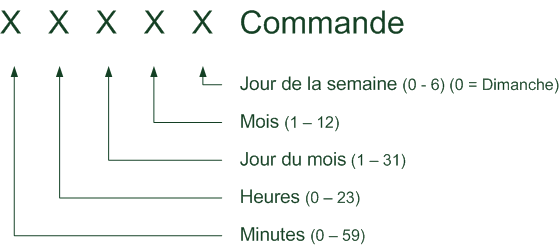 X X X X X Commande
Jour de la semaine (0 - 6) (0 = Dimanche)
Mois (1 – 12)
Jour du mois (1 – 31)
Heures (0 – 23)
Minutes (0 – 59)